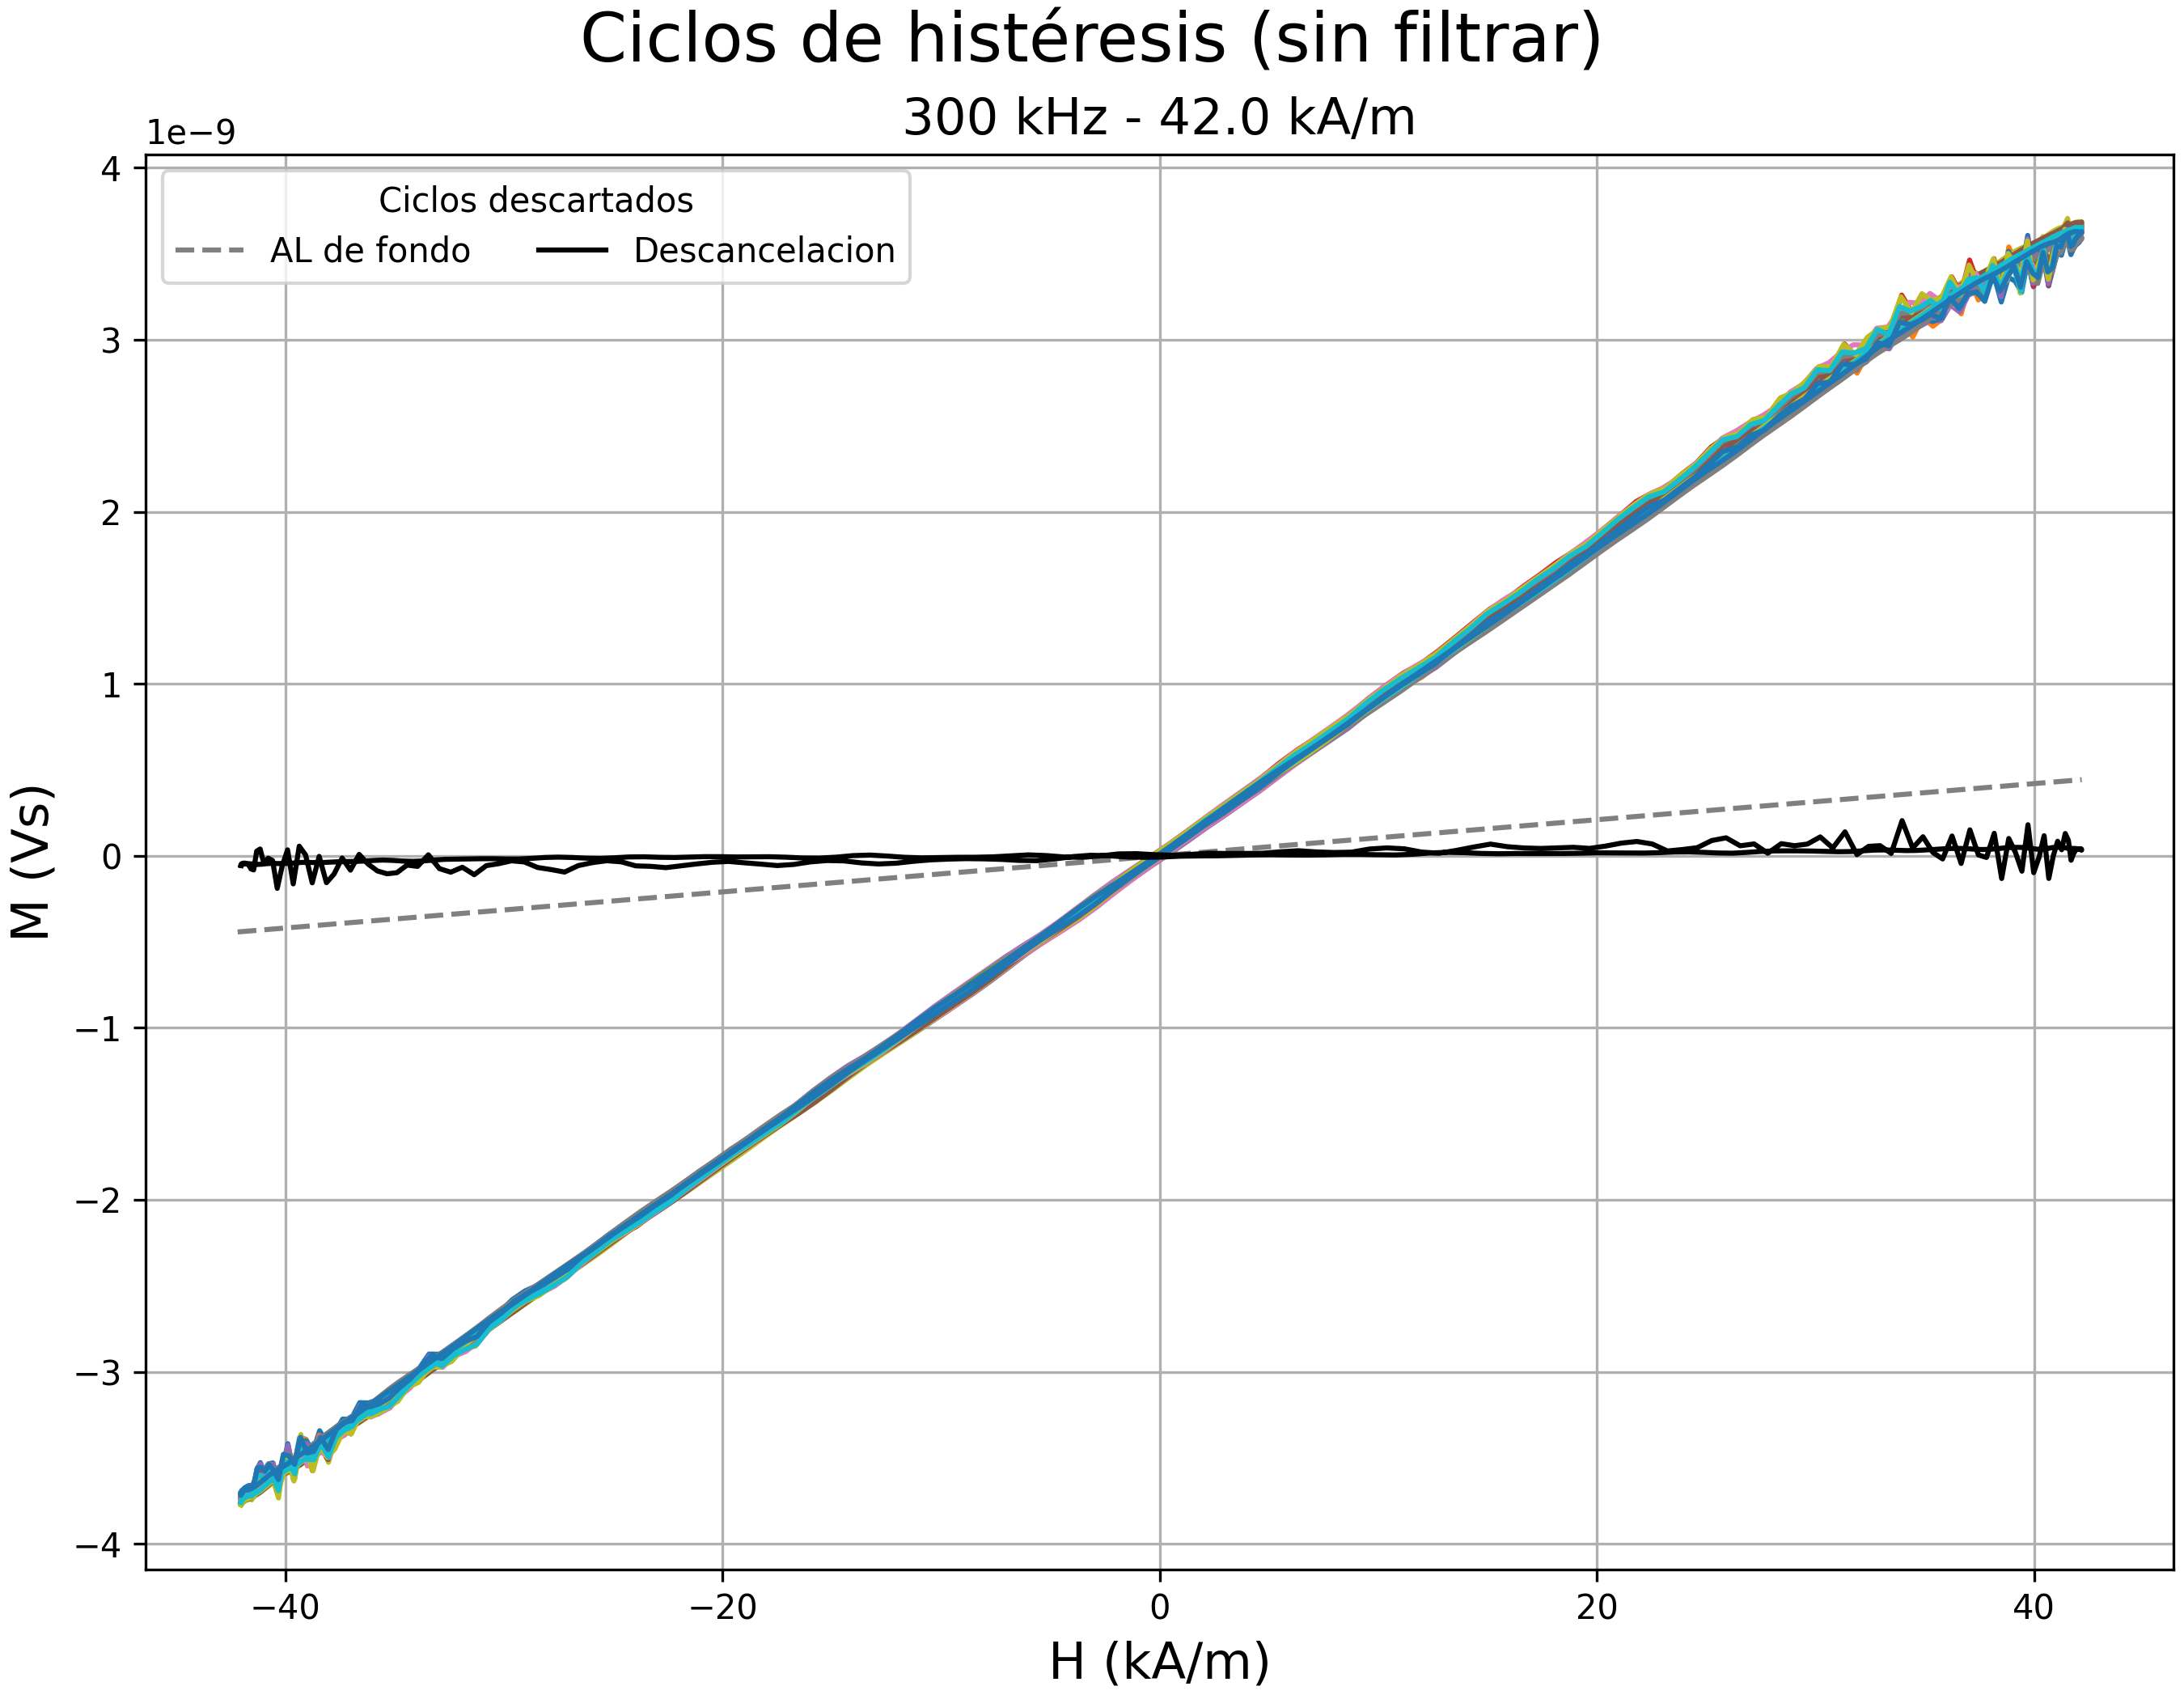 Ciclos de histéresis (sin filtrar)
300 kHz - 42.0 kA/m
1e−9
Ciclos descartados
AL de fondo
Descancelacion
4
3
2
1
0
−1
−2
−3
−4
M (Vs)
−40
−20
0
20
40
H (kA/m)